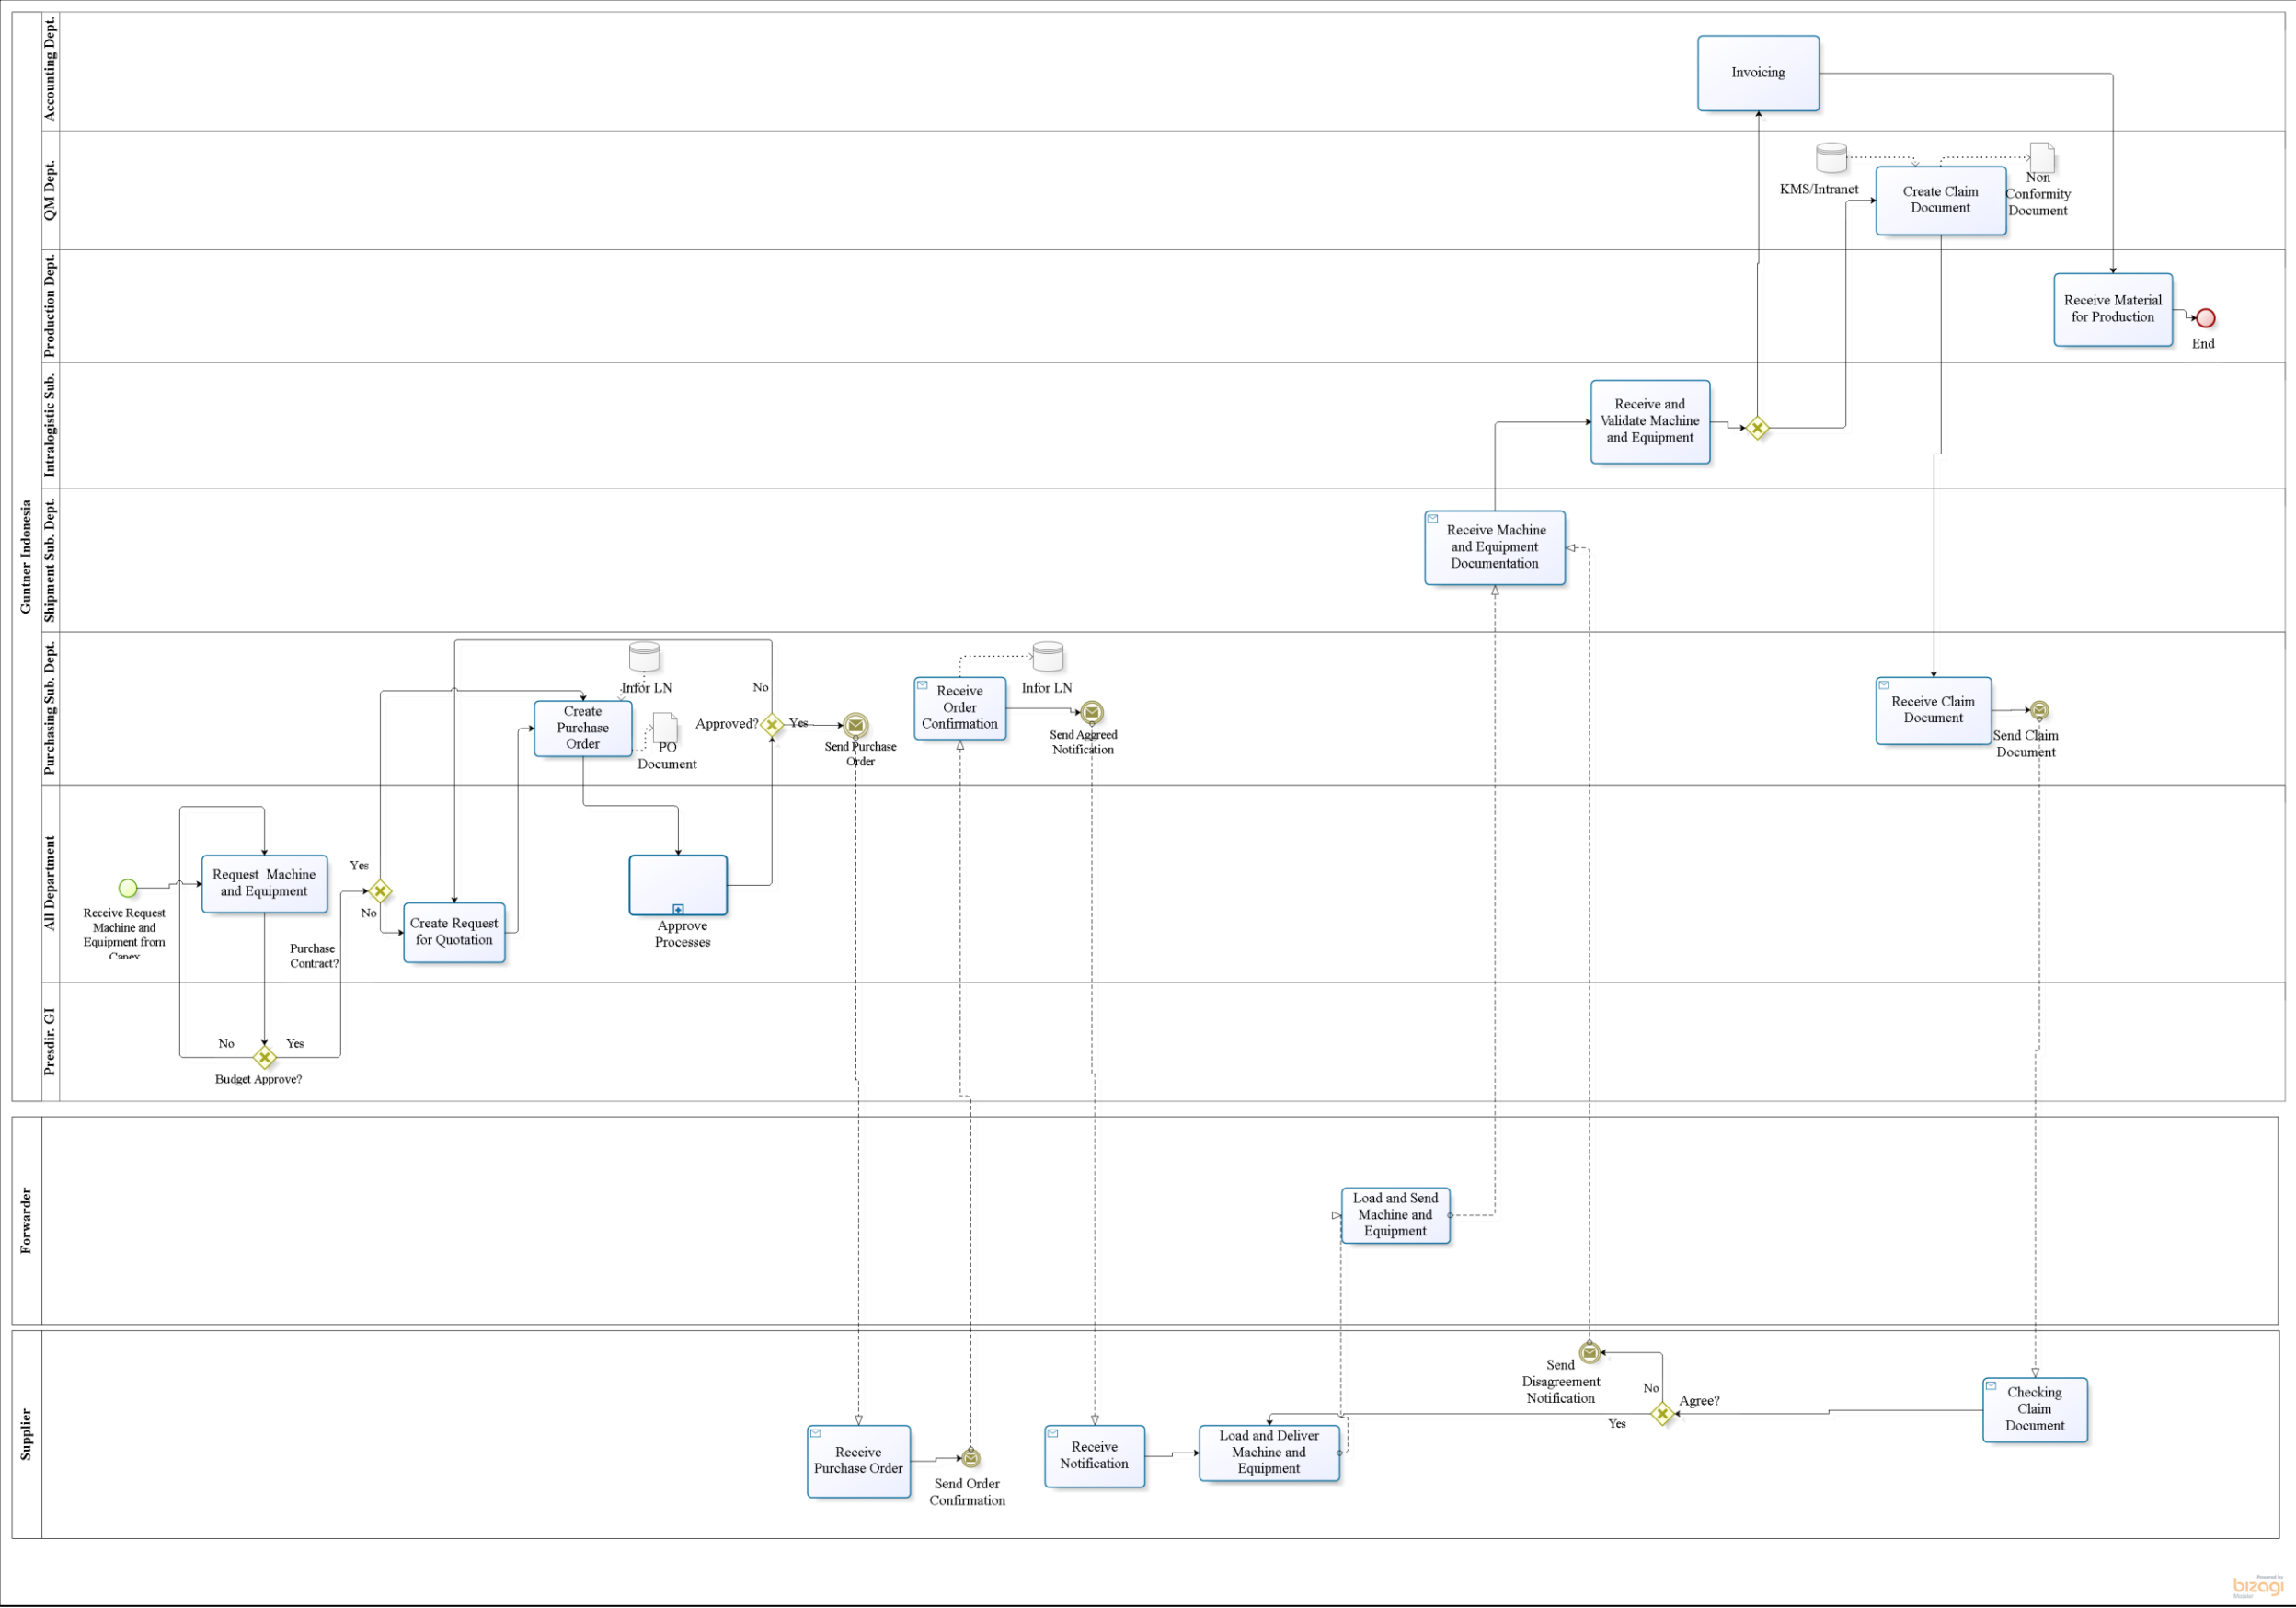 Accounting Dept.
Invoicing
QM Dept.
KMS/Intranet
Create Claim
Document
Non
Conformity
Document
Production Dept.
Receive Material
for Production
End
Guntner Indonesia
Intralogistic Sub.
Receive and
Validate Machine
and Equipment
Shipment Sub. Dept.
Receive Machine
and Equipment
Documentation
Purchasing Sub. Dept.
Infor LN
Create
Purchase
Order
PO
Document
No
Approved?
Yes
Send Purchase
Order
Receive
Order
Confirmation
Infor LN
Send Aggreed
Notification
Receive Claim
Document
Send Claim
Document
All Department
Receive Request
Machine and
Equipment from
Capex
Request  Machine
and Equipment
Yes
No
Purchase
Contract?
Create Request
for Quotation
Approve
Processes
Presdir. GI
No
Yes
Budget Approve?
Forwarder
Load and Send
Machine and
Equipment
Supplier
Receive
Purchase Order
Send Order
Confirmation
Receive
Notification
Load and Deliver
Machine and
Equipment
Send
Disagreement
Notification
No
Agree?
Yes
Checking
Claim
Document
Powered by
bizagi
Modeler